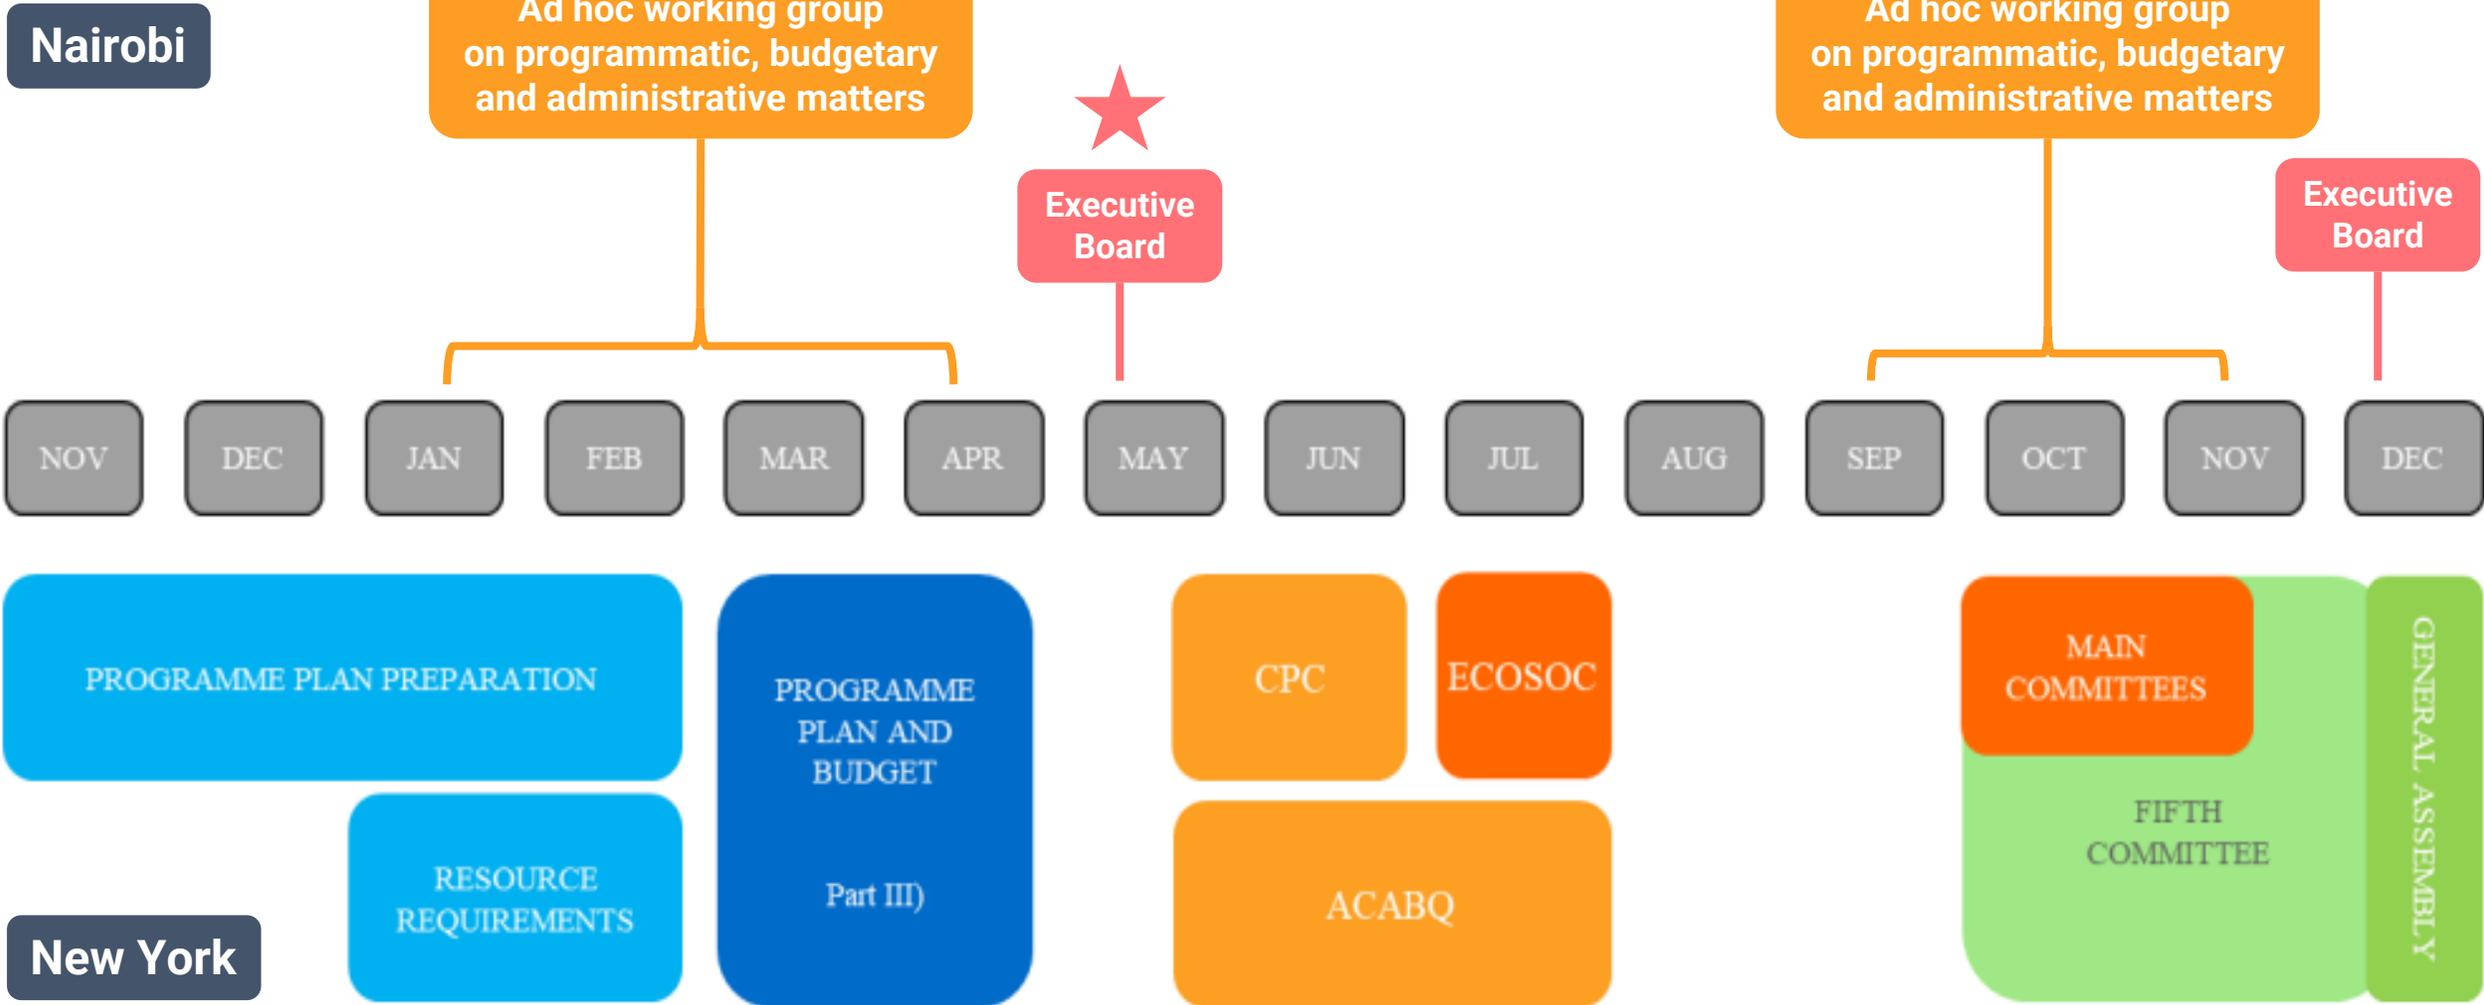 Nairobi
Ad hoc working group
on programmatic, budgetary
and administrative matters
Executive
Board
Ad hoc working group
on programmatic, budgetary
and administrative matters
Executive
Board
NOV DEC JAN FEB MAR APR MAY JUN JUL AUG SEP OCT NOV DEC
PROGRAMME PLAN PREPARATION
RESOURCE
REQUIREMENTS
PROGRAMME
PLAN AND
BUDGET
Part III)
CPC
ECOSOC
ACABQ
MAIN
COMMITTEES
FIFTH
COMMITTEE
GENERAL ASSEMBLY
New York